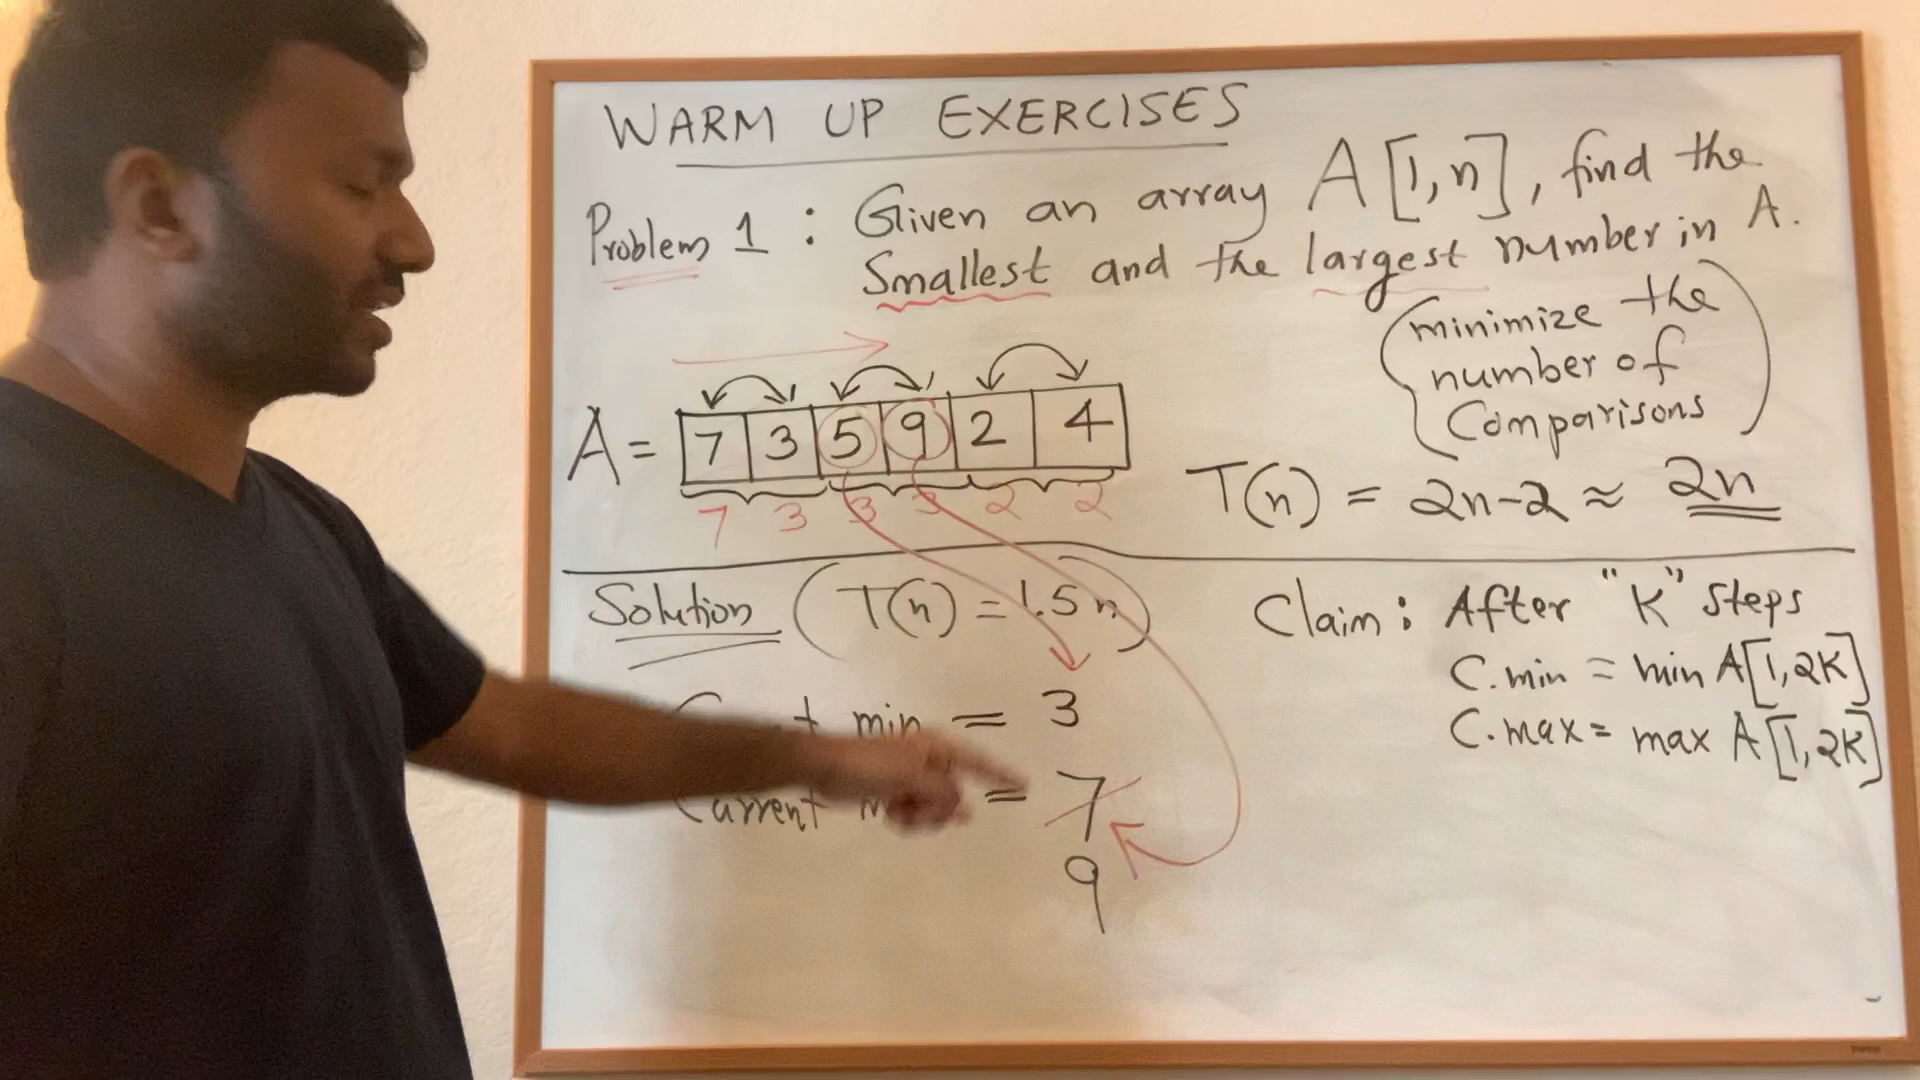 WARM UP EXERCISES
Problem 1 : Given an array A[1,n], find the
Smallest and the largest number in A.
(minimize the
number of
Comparisons)
A = 7 3 5 9 2 4
7 3 3 3 2 2
T(n) = 2n-2 ≈ 2n
Solution (T(n) = 1.5n)
min = 3
Current = 7
9
Claim : After "K" steps
C.min = min A[1,2K]
C.max = max A[1,2K]